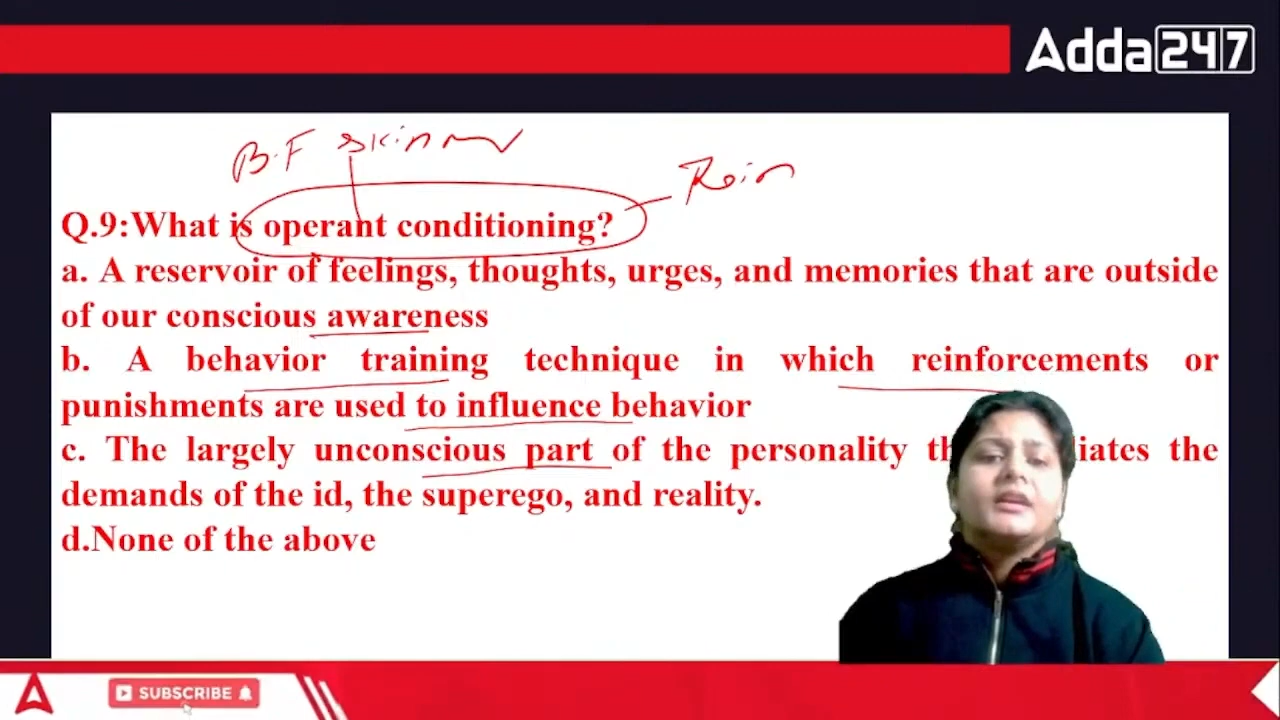 Adda247
B.F skinner
Rein
Q.9:What is operant conditioning?
a. A reservoir of feelings, thoughts, urges, and memories that are outside
of our conscious awareness
b. A behavior training technique in which reinforcements or
punishments are used to influence behavior
c. The largely unconscious part of the personality the
demands of the id, the superego, and reality.
d.None of the above
SUBSCRIBE